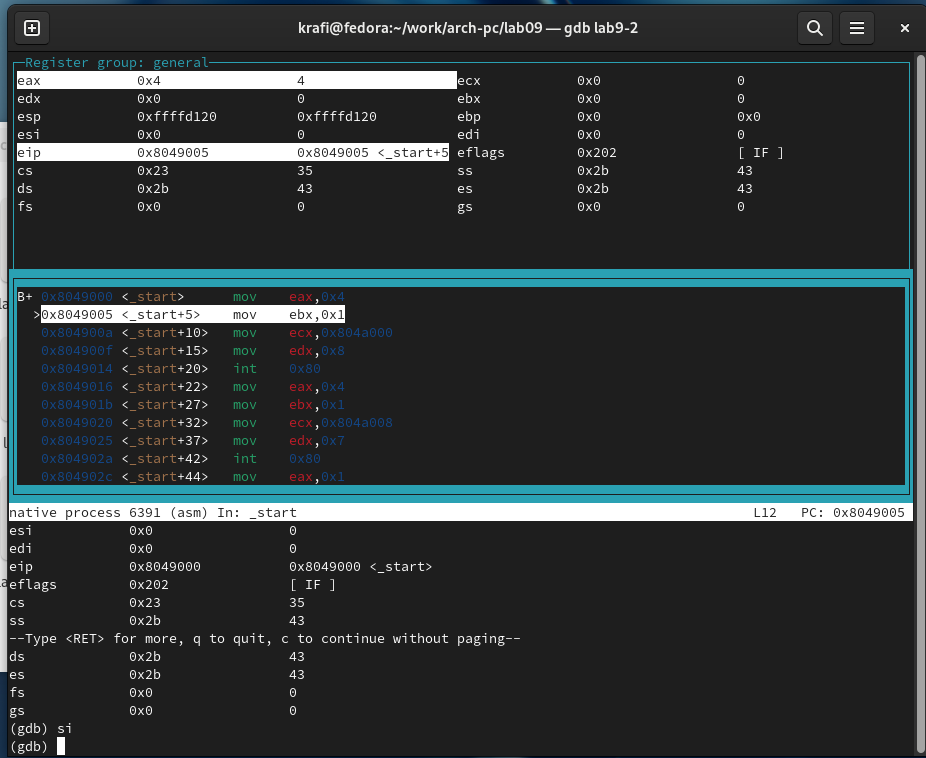 krafi@fedora:~/work/arch-pc/lab09 — gdb lab9-2
Register group: general
eax 0x4 4 ecx 0x0 0
edx 0x0 0 ebx 0x0 0
esp 0xffffd120 0xffffd120 ebp 0x0 0x0
esi 0x0 0 edi 0x0 0
eip 0x8049005 0x8049005 <_start+5 eflags 0x202 [ IF ]
cs 0x23 35 ss 0x2b 43
ds 0x2b 43 es 0x2b 43
fs 0x0 0 gs 0x0 0
B+ 0x8049000 <_start> mov eax,0x4
>0x8049005 <_start+5> mov ebx,0x1
0x804900a <_start+10> mov ecx,0x804a000
0x804900f <_start+15> mov edx,0x8
0x8049014 <_start+20> int 0x80
0x8049016 <_start+22> mov eax,0x4
0x804901b <_start+27> mov ebx,0x1
0x8049020 <_start+32> mov ecx,0x804a008
0x8049025 <_start+37> mov edx,0x7
0x804902a <_start+42> int 0x80
0x804902c <_start+44> mov eax,0x1
native process 6391 (asm) In: _start L12 PC: 0x8049005
esi 0x0 0
edi 0x0 0
eip 0x8049000 0x8049000 <_start>
eflags 0x202 [ IF ]
cs 0x23 35
ss 0x2b 43
--Type <RET> for more, q to quit, c to continue without paging--
ds 0x2b 43
es 0x2b 43
fs 0x0 0
gs 0x0 0
(gdb) si
(gdb)